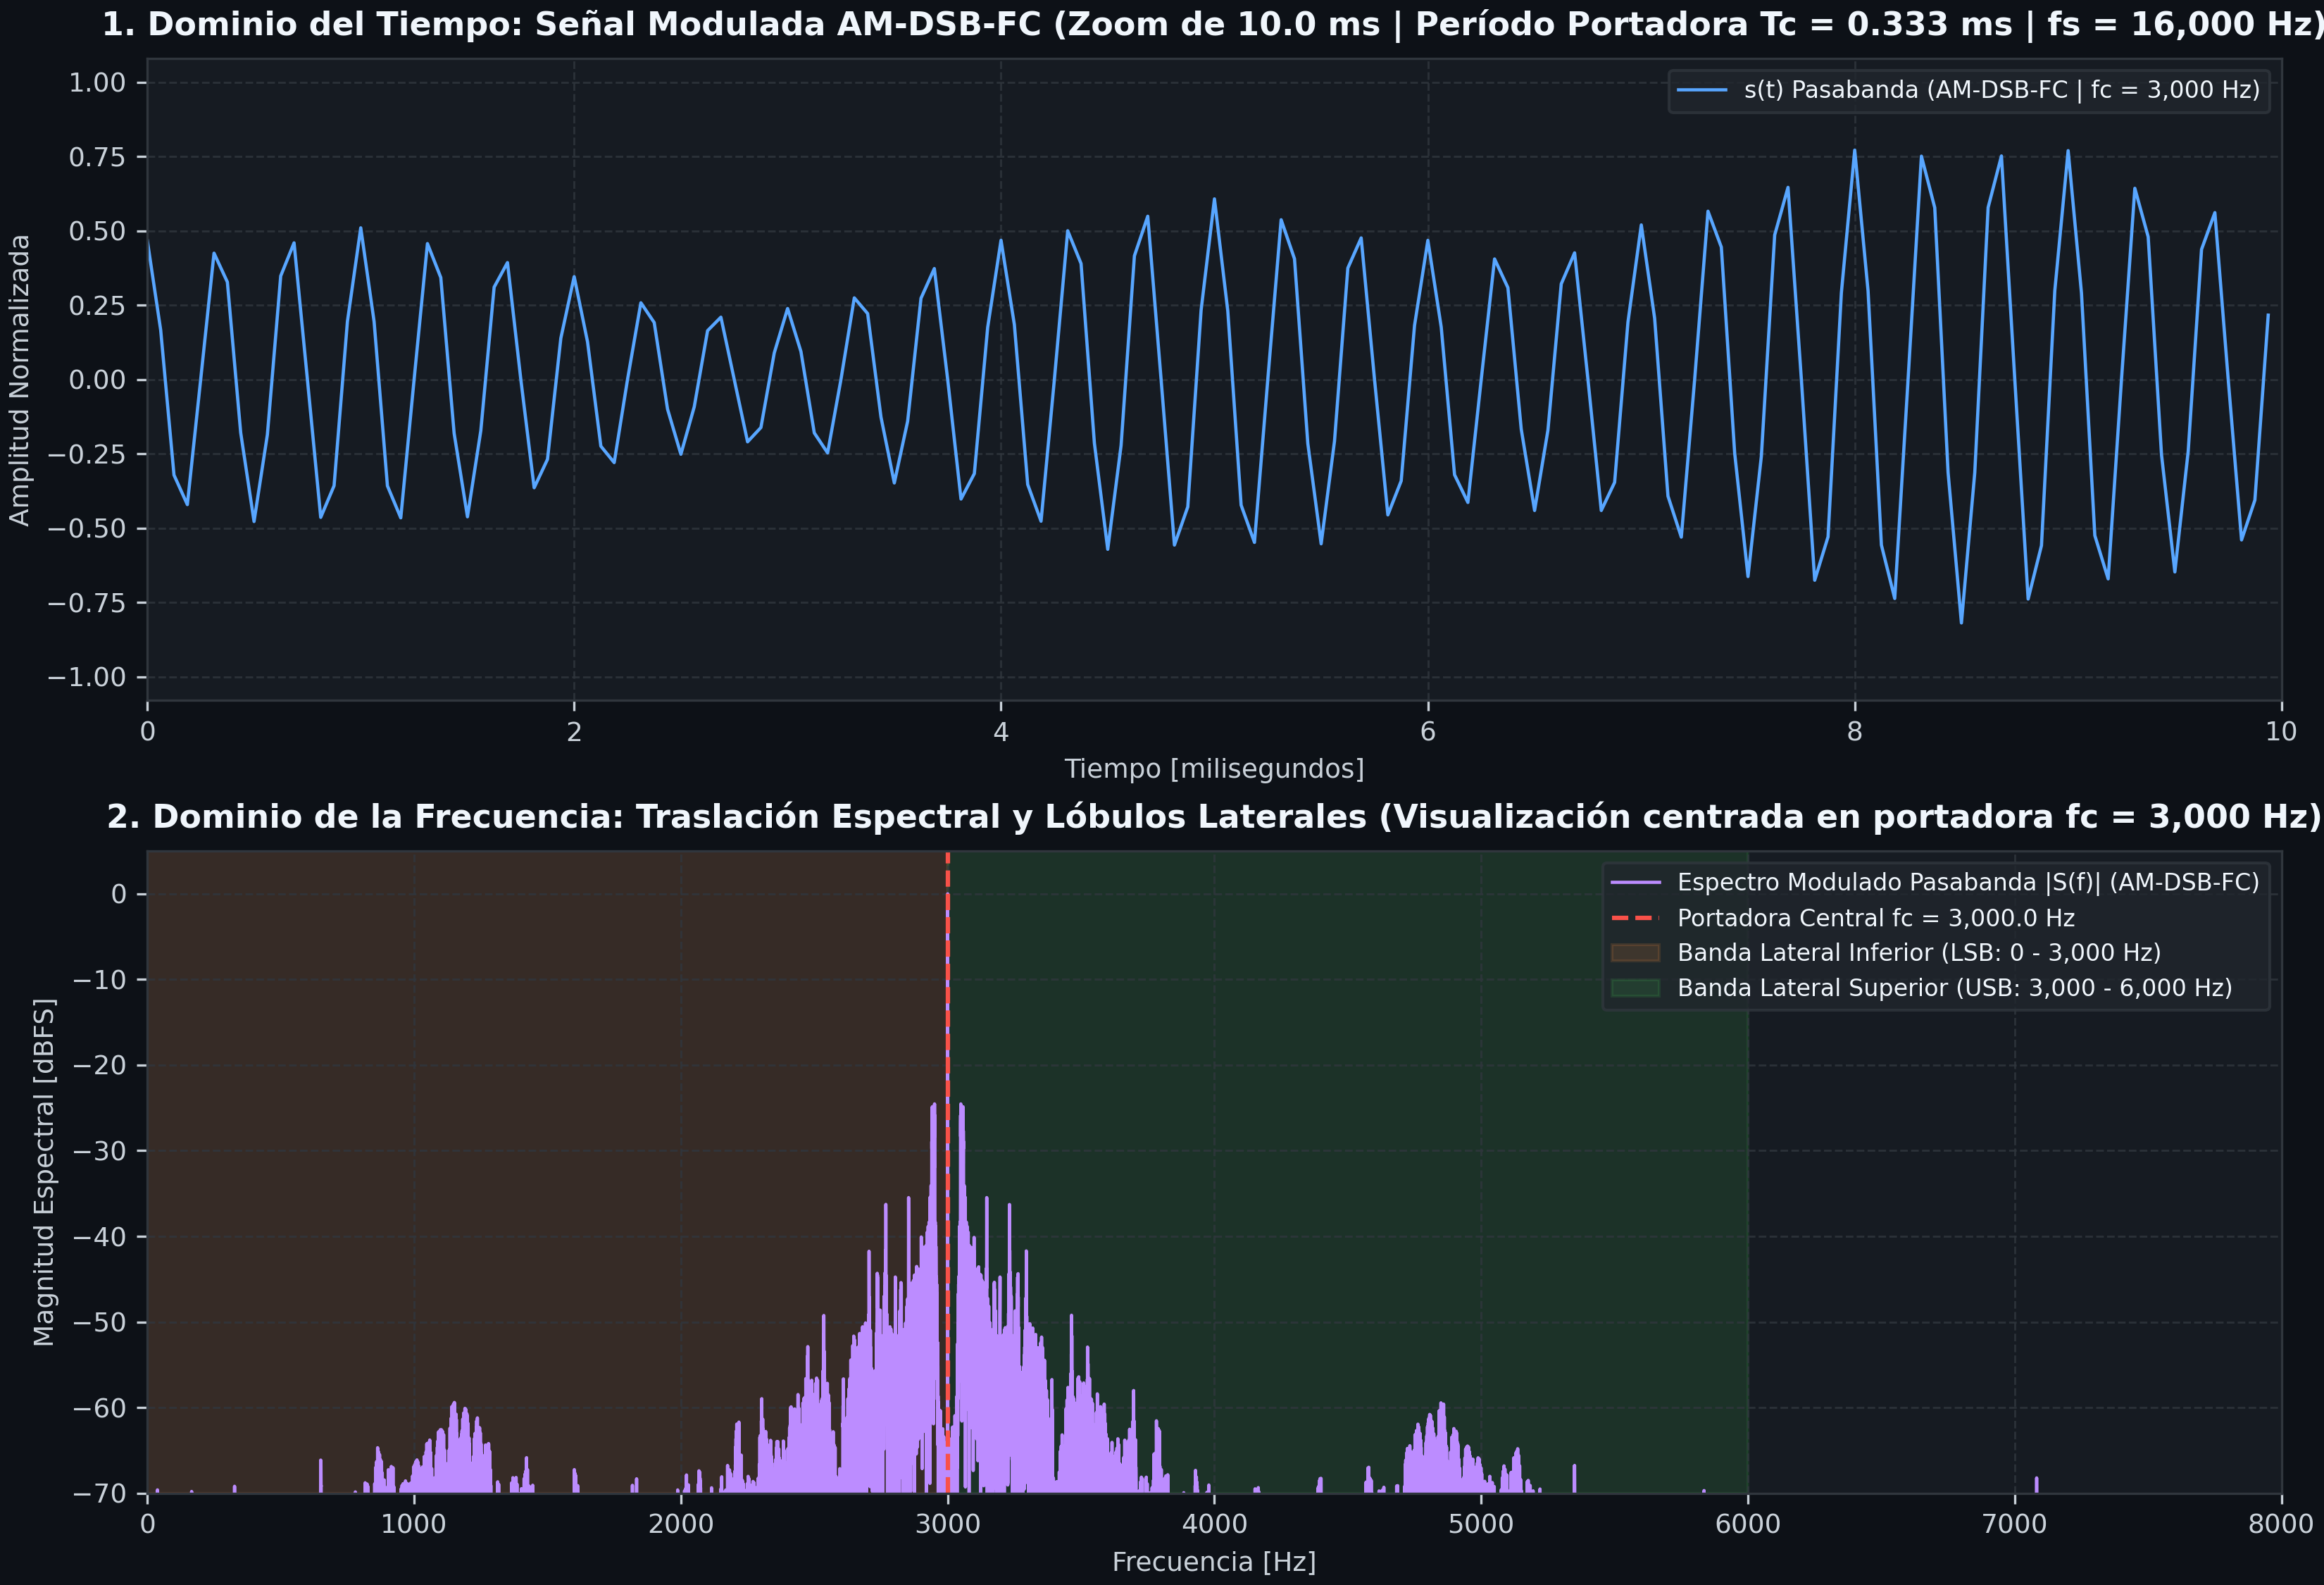 1. Dominio del Tiempo: Señal Modulada AM-DSB-FC (Zoom de 10.0 ms | Período Portadora Tc = 0.333 ms | fs = 16,000 Hz)
s(t) Pasabanda (AM-DSB-FC | fc = 3,000 Hz)
Amplitud Normalizada
1.00
0.75
0.50
0.25
0.00
−0.25
−0.50
−0.75
−1.00
0 2 4 6 8 10
Tiempo [milisegundos]
2. Dominio de la Frecuencia: Traslación Espectral y Lóbulos Laterales (Visualización centrada en portadora fc = 3,000 Hz)
Espectro Modulado Pasabanda |S(f)| (AM-DSB-FC)
Portadora Central fc = 3,000.0 Hz
Banda Lateral Inferior (LSB: 0 - 3,000 Hz)
Banda Lateral Superior (USB: 3,000 - 6,000 Hz)
Magnitud Espectral [dBFS]
0
−10
−20
−30
−40
−50
−60
−70
0 1000 2000 3000 4000 5000 6000 7000 8000
Frecuencia [Hz]